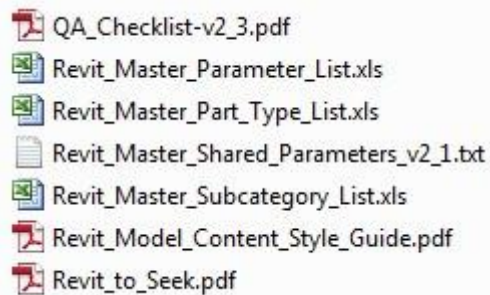 QA_Checklist-v2_3.pdf
Revit_Master_Parameter_List.xls
Revit_Master_Part_Type_List.xls
Revit_Master_Shared_Parameters_v2_1.txt
Revit_Master_Subcategory_List.xls
Revit_Model_Content_Style_Guide.pdf
Revit_to_Seek.pdf